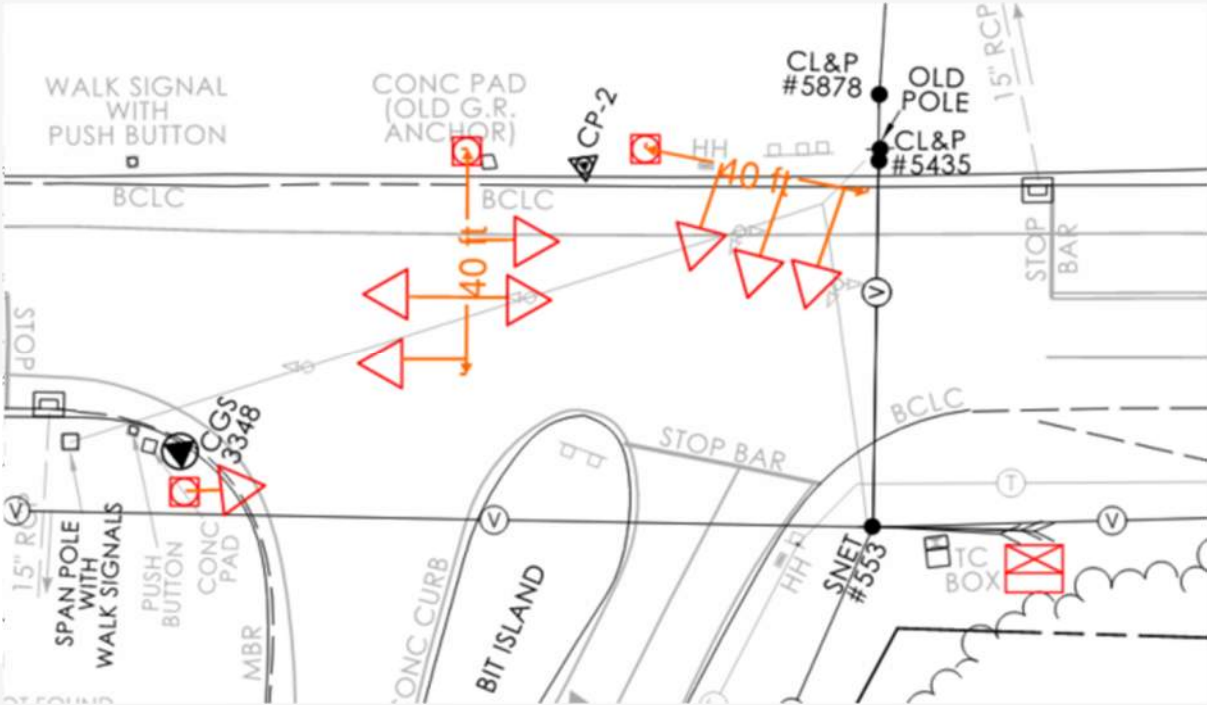 WALK SIGNAL
WITH
PUSH BUTTON
CONC PAD
(OLD G.R.
ANCHOR)
CP-2
HH
40 ft
CL&P
#5878
OLD
POLE
CL&P
#5435
15" RCP
BCLC
BCLC
STOP
BAR
V
40 ft
STOP
CGS
3348
STOP BAR
BCLC
T
V
V
V
15" RCP
SPAN POLE
WITH
WALK SIGNALS
PUSH
BUTTON
CONC
PAD
MBR
CONC CURB
BIT ISLAND
HH
SNET
#553
TC
BOX